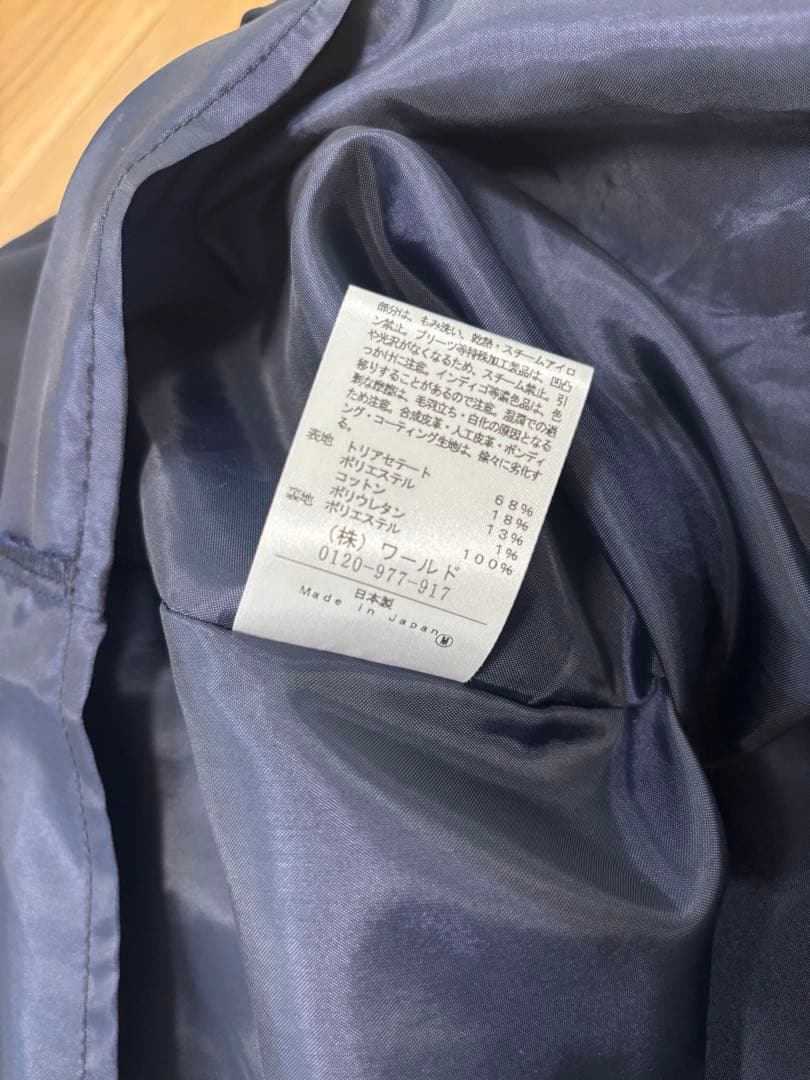 部分は、もみ洗い、乾熱・スチームアイロ
ン禁止。プリーツ等特殊加工製品は、凹凸
や光沢がなくなるため、スチーム禁止。引
っかけに注意。インディゴ等濃色品は、色
移りすることがあるので注意。湿潤での過
剰な摩擦は、毛羽立ち・白化の原因となる
ため注意。合成皮革・人工皮革・ボンディ
ング・コーティング生地は、徐々に劣化す
る。
表地 トリアセテート 68%
ポリエステル 18%
コットン 13%
ポリウレタン 1%
裏地 ポリエステル 100%
(株) ワールド
0120-977-917
日本製
Made in Japan Ⓜ